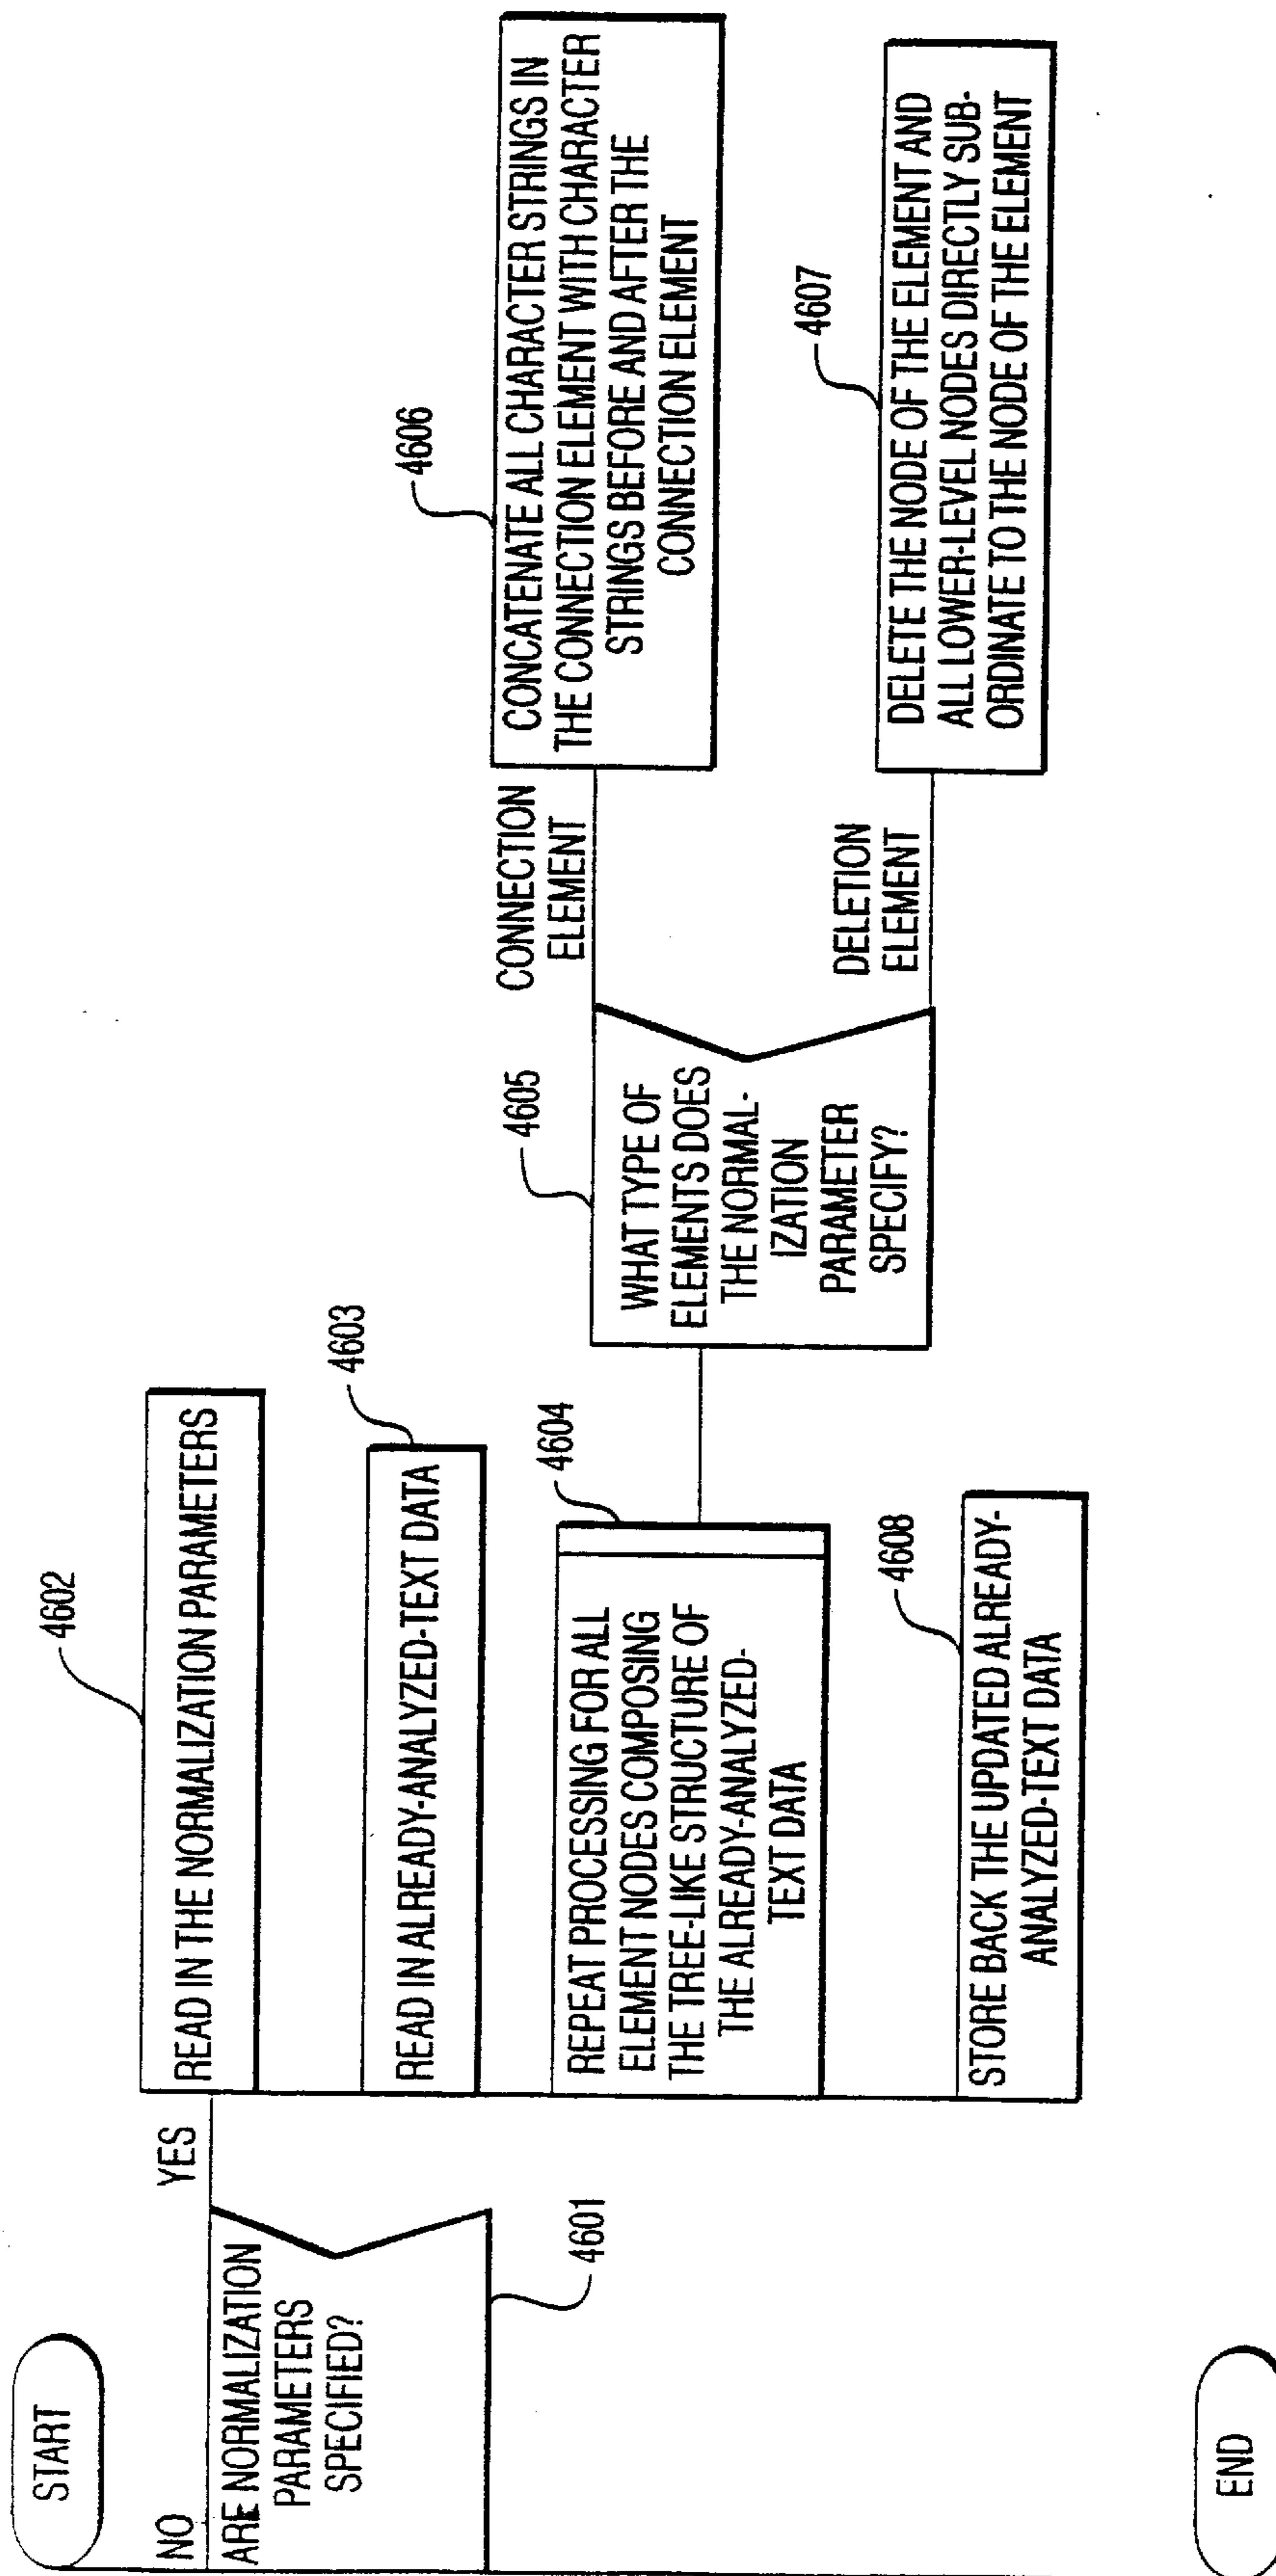 START
NO
YES
ARE NORMALIZATION
PARAMETERS
SPECIFIED?
4601
4602
READ IN THE NORMALIZATION PARAMETERS
4603
READ IN ALREADY-ANALYZED-TEXT DATA
4604
REPEAT PROCESSING FOR ALL
ELEMENT NODES COMPOSING
THE TREE-LIKE STRUCTURE OF
THE ALREADY-ANALYZED-
TEXT DATA
4605
WHAT TYPE OF
ELEMENTS DOES
THE NORMAL-
IZATION
PARAMETER
SPECIFY?
CONNECTION
ELEMENT
4606
CONCATENATE ALL CHARACTER STRINGS IN
THE CONNECTION ELEMENT WITH CHARACTER
STRINGS BEFORE AND AFTER THE
CONNECTION ELEMENT
DELETION
ELEMENT
4607
DELETE THE NODE OF THE ELEMENT AND
ALL LOWER-LEVEL NODES DIRECTLY SUB-
ORDINATE TO THE NODE OF THE ELEMENT
4608
STORE BACK THE UPDATED ALREADY-
ANALYZED-TEXT DATA
END